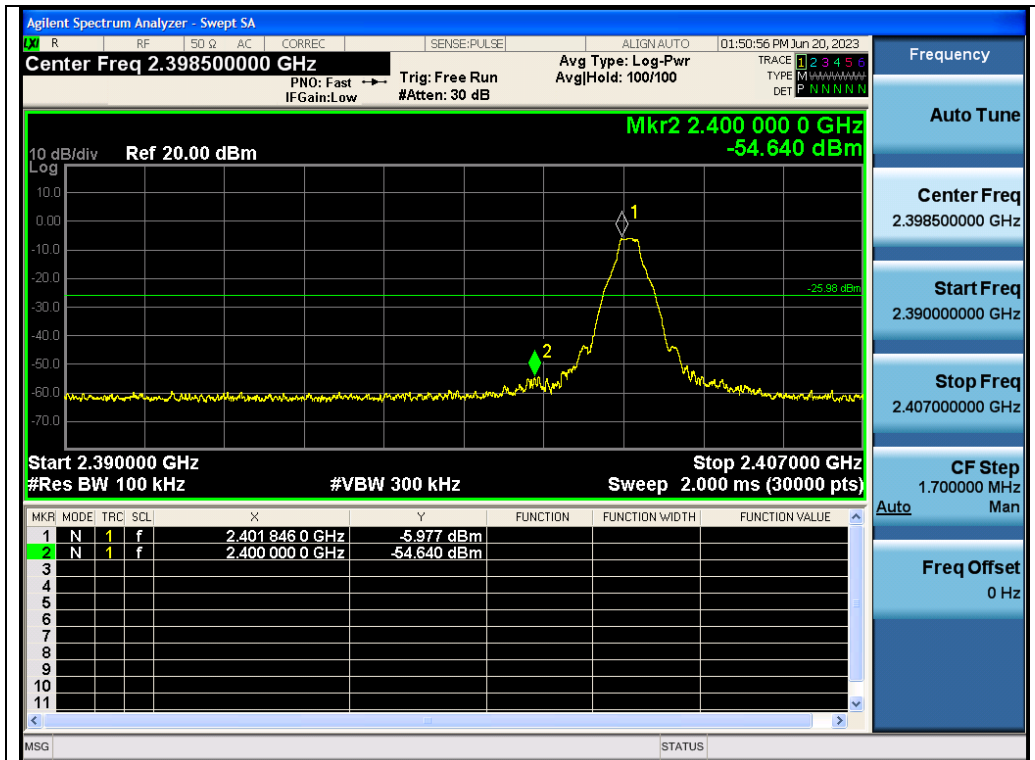 Agilent Spectrum Analyzer - Swept SA
LXI R RF 50 Ω AC CORREC SENSE:PULSE ALIGN AUTO 01:50:56 PM Jun 20, 2023
Center Freq 2.398500000 GHz
PNO: Fast
IFGain:Low
Trig: Free Run
#Atten: 30 dB
Avg Type: Log-Pwr
Avg|Hold: 100/100
TRACE 1 2 3 4 5 6
TYPE M WWWWW
DET P N N N N N
Mkr2 2.400 000 0 GHz
-54.640 dBm
10 dB/div Ref 20.00 dBm
Log
10.0
0.00
-10.0
-20.0
-30.0
-40.0
-50.0
-60.0
-70.0
1
-25.98 dBm
2
Start 2.390000 GHz Stop 2.407000 GHz
#Res BW 100 kHz #VBW 300 kHz Sweep 2.000 ms (30000 pts)
MKR MODE TRC SCL X Y FUNCTION FUNCTION WIDTH FUNCTION VALUE
1 N 1 f 2.401 846 0 GHz -5.977 dBm
2 N 1 f 2.400 000 0 GHz -54.640 dBm
3
4
5
6
7
8
9
10
11
MSG STATUS
Frequency
Auto Tune
Center Freq
2.398500000 GHz
Start Freq
2.390000000 GHz
Stop Freq
2.407000000 GHz
CF Step
1.700000 MHz
Auto Man
Freq Offset
0 Hz